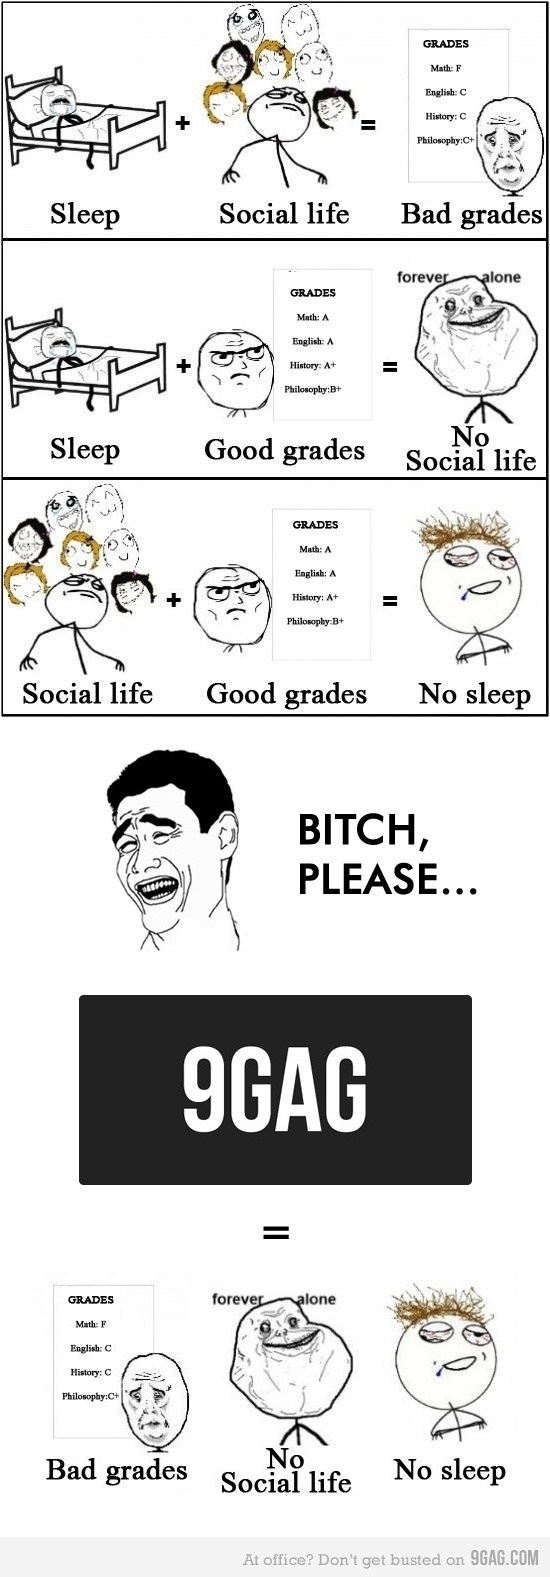 GRADES
Math: F
English: C
History: C
Philosophy:C+
+
=
Sleep
Social life
Bad grades
GRADES
Math: A
English: A
History: A+
Philosophy:B+
forever alone
+
=
Sleep
Good grades
No
Social life
GRADES
Math: A
English: A
History: A+
Philosophy:B+
+
=
Social life
Good grades
No sleep
BITCH,
PLEASE...
9GAG
=
GRADES
Math: F
English: C
History: C
Philosophy:C+
forever alone
Bad grades
No
Social life
No sleep
At office? Don't get busted on 9GAG.COM